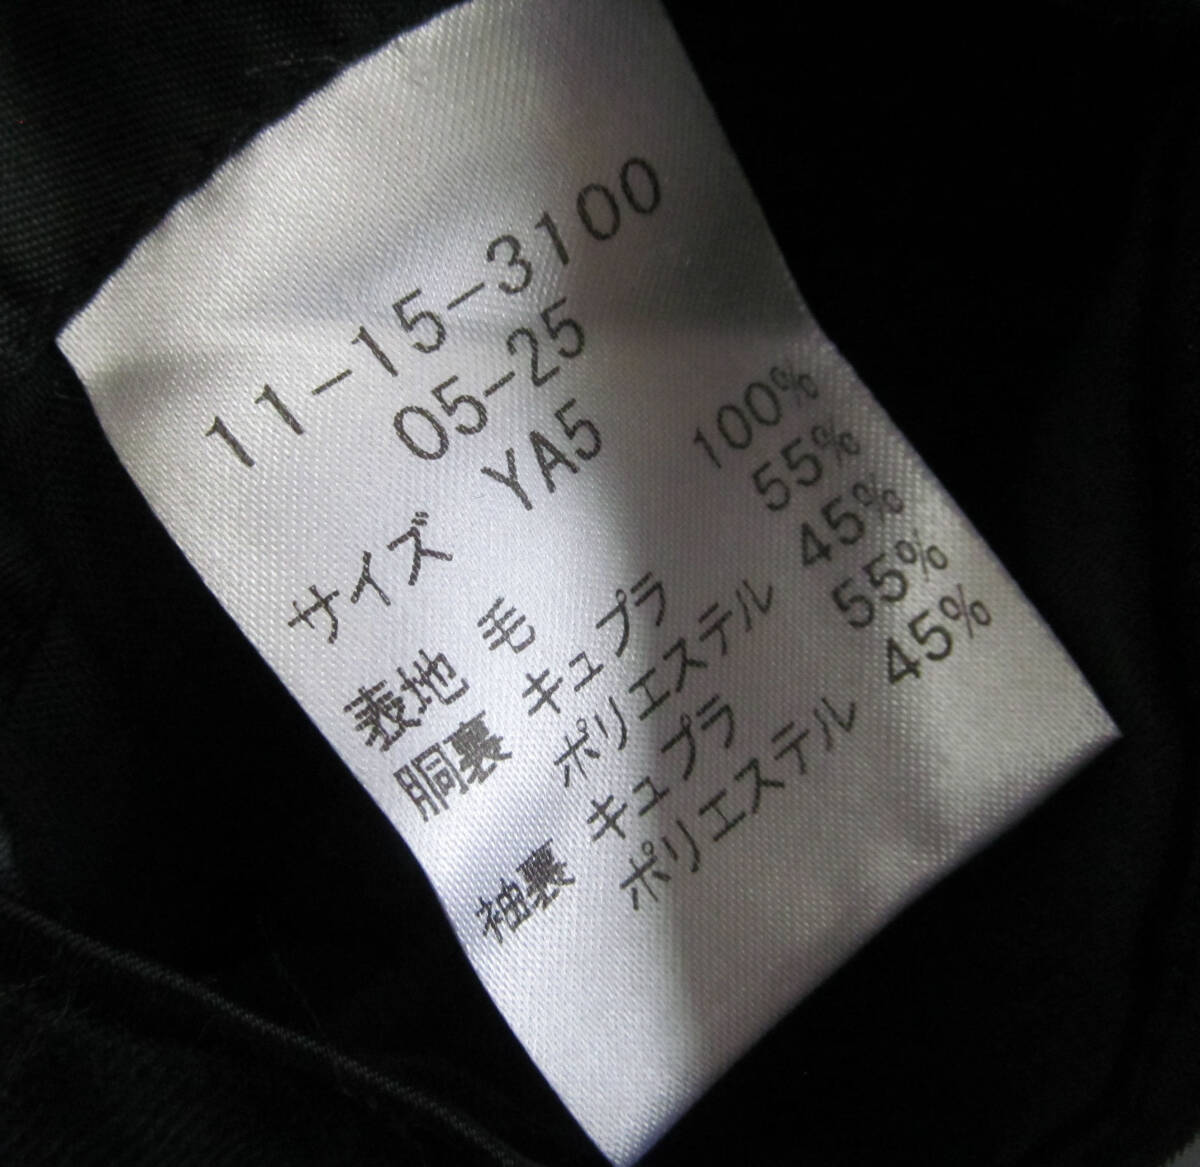 11-15-3100
05-25
サイズ YA5
表地 毛 100%
胴裏 キュプラ 55%
ポリエステル 45%
袖裏 キュプラ 55%
ポリエステル 45%